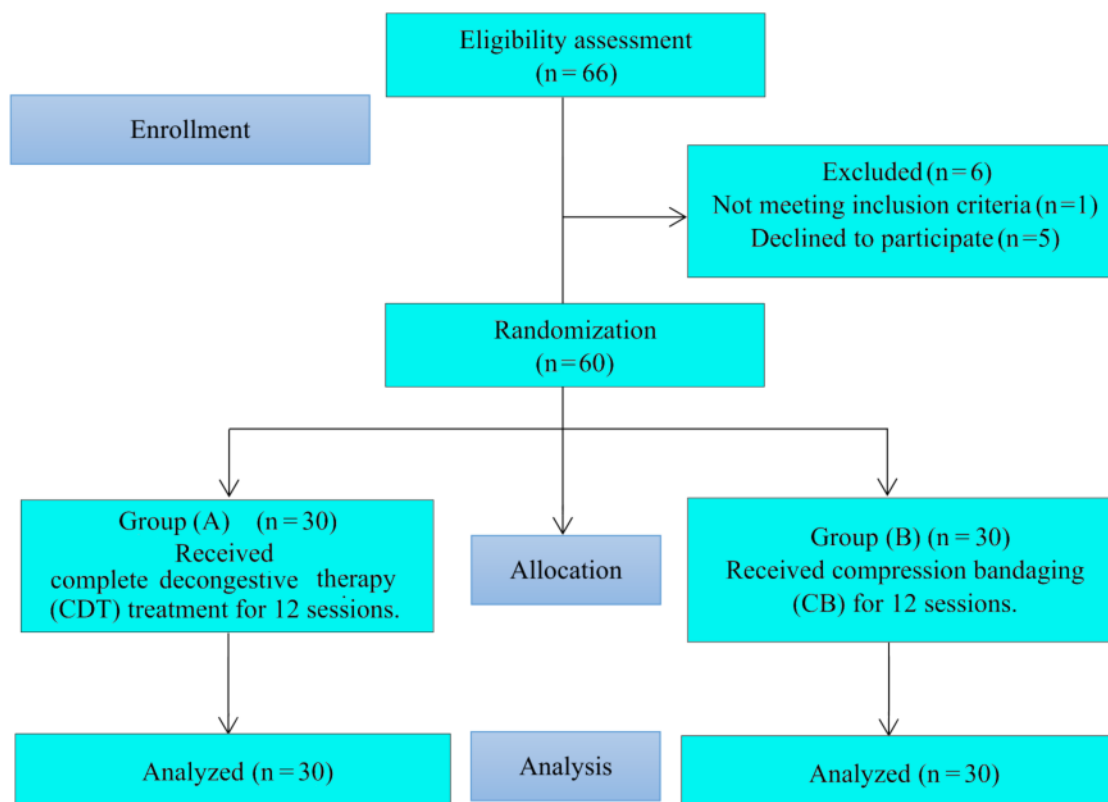 Eligibility assessment
(n = 66)
Enrollment
Excluded (n = 6)
Not meeting inclusion criteria (n=1)
Declined to participate (n=5)
Randomization
(n = 60)
Group (A) (n = 30)
Received
complete decongestive therapy
(CDT) treatment for 12 sessions.
Allocation
Group (B) (n = 30)
Received compression bandaging
(CB) for 12 sessions.
Analyzed (n = 30)
Analysis
Analyzed (n = 30)